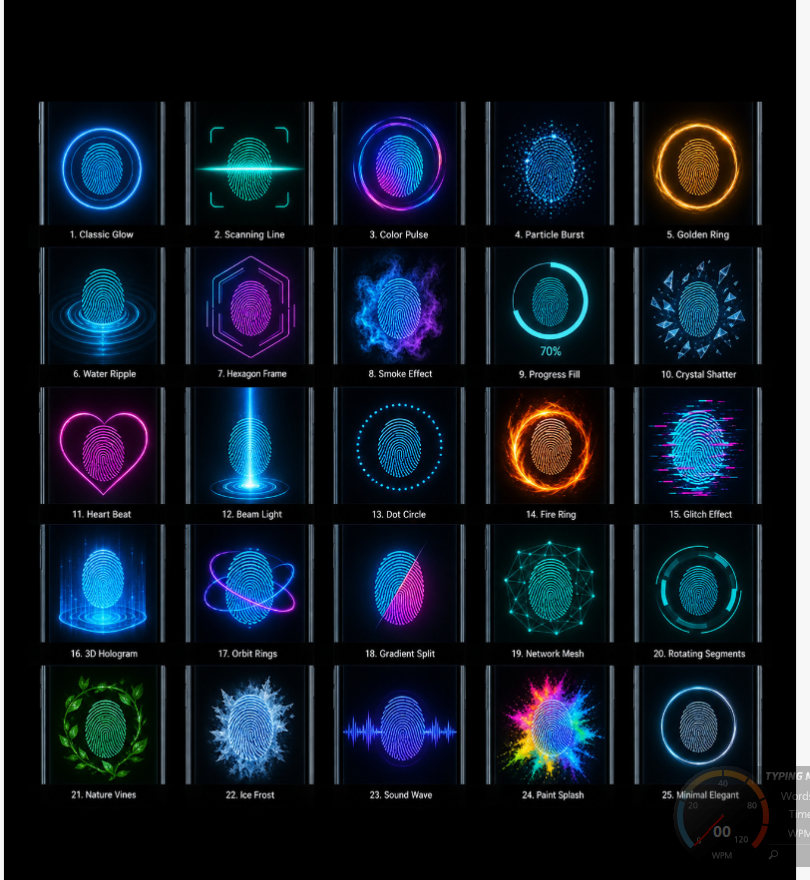 1. Classic Glow
2. Scanning Line
3. Color Pulse
4. Particle Burst
5. Golden Ring
6. Water Ripple
7. Hexagon Frame
8. Smoke Effect
70%
9. Progress Fill
10. Crystal Shatter
11. Heart Beat
12. Beam Light
13. Dot Circle
14. Fire Ring
15. Glitch Effect
16. 3D Hologram
17. Orbit Rings
18. Gradient Split
19. Network Mesh
20. Rotating Segments
21. Nature Vines
22. Ice Frost
23. Sound Wave
24. Paint Splash
25. Minimal Elegant
TYPING
Words
Time
WPM
0
20
40
80
120
00
WPM